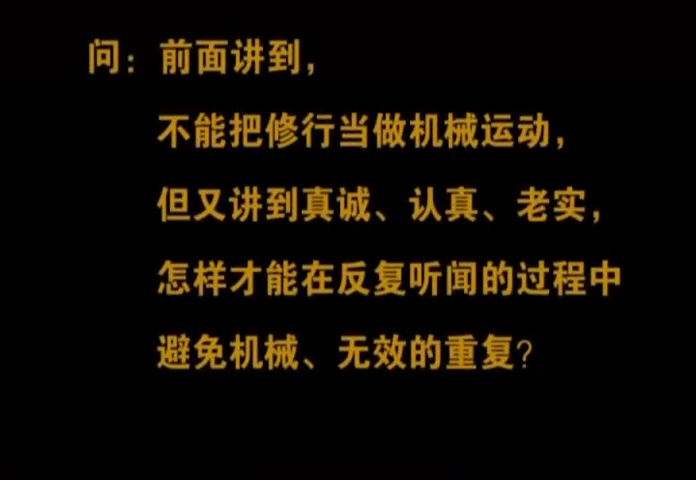 问：前面讲到，
不能把修行当做机械运动，
但又讲到真诚、认真、老实，
怎样才能在反复听闻的过程中
避免机械、无效的重复？